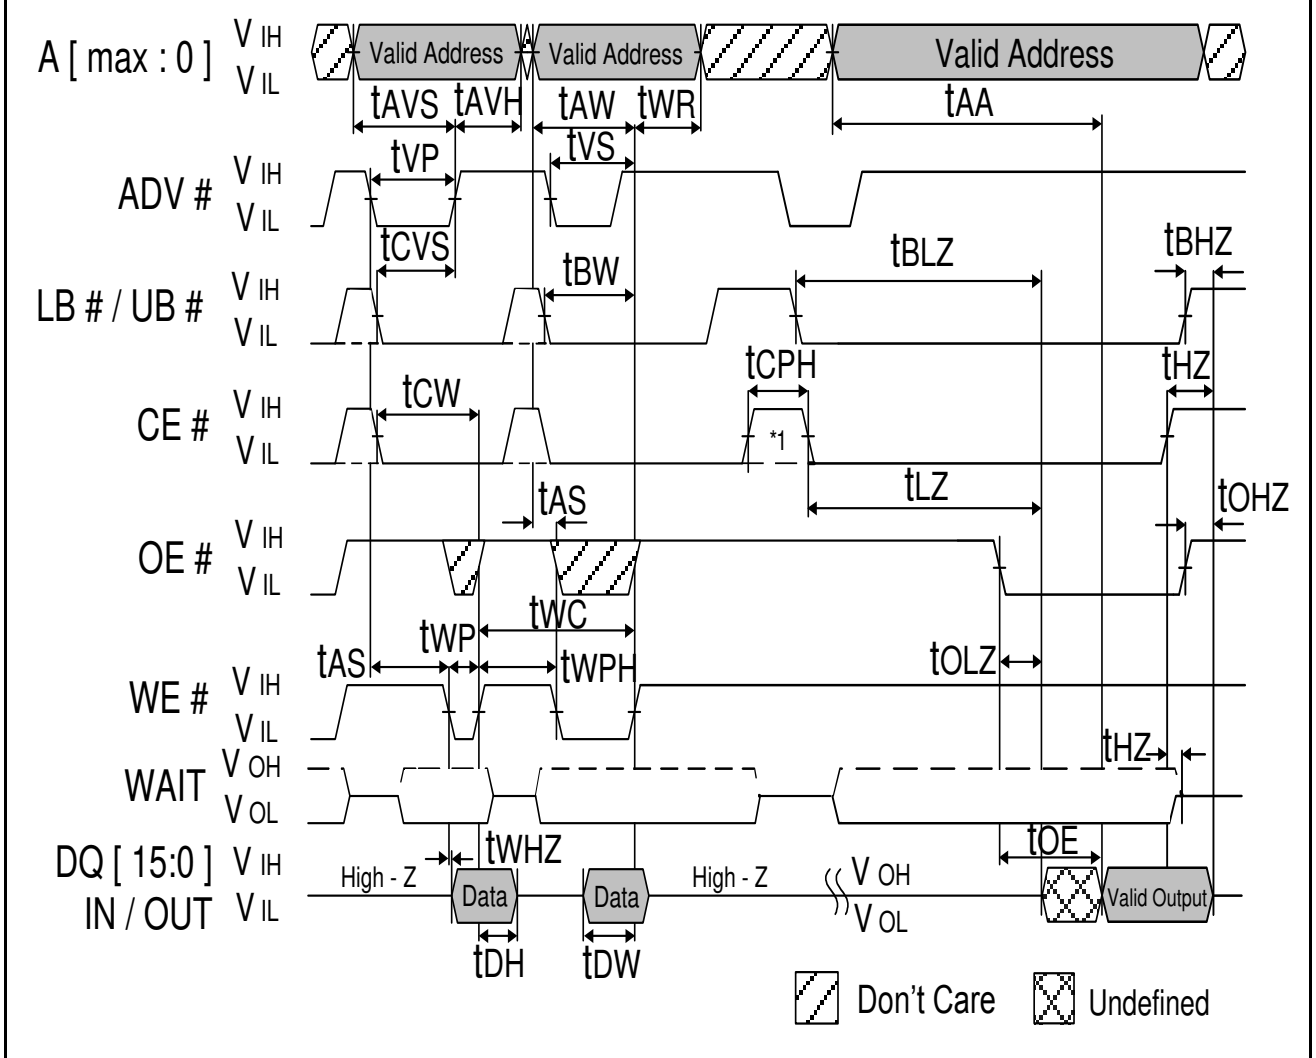 A [ max : 0 ] V IH V IL Valid Address Valid Address Valid Address
tAVS tAVH tAW tWR tAA
tVP tVS
ADV # V IH V IL
tCVS tBW tBLZ tBHZ
LB # / UB # V IH V IL
tCW tCPH tHZ
CE # V IH V IL *1
tAS tLZ tOHZ
OE # V IH V IL
tWC
tAS tWP tWPH tOLZ
WE # V IH V IL
tHZ
WAIT V OH V OL
tWHZ tOE
DQ [ 15:0 ] V IH High - Z High - Z V OH
IN / OUT V IL Data Data V OL Valid Output
tDH tDW
Don't Care Undefined